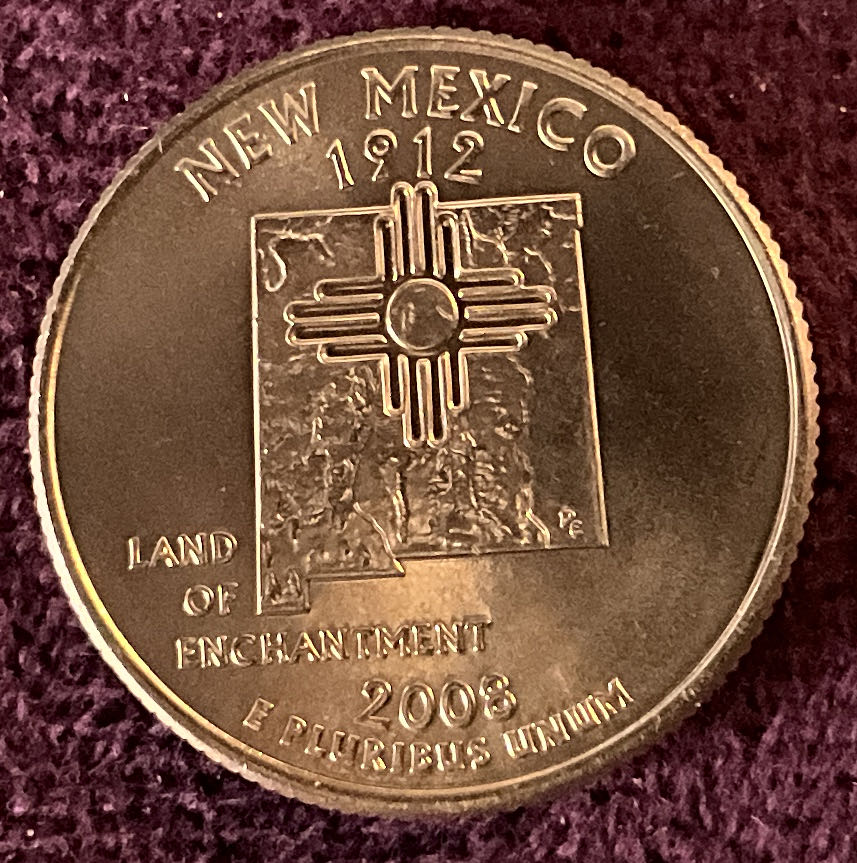 NEW MEXICO
1912
LAND
OF
ENCHANTMENT
2008
E PLURIBUS UNUM